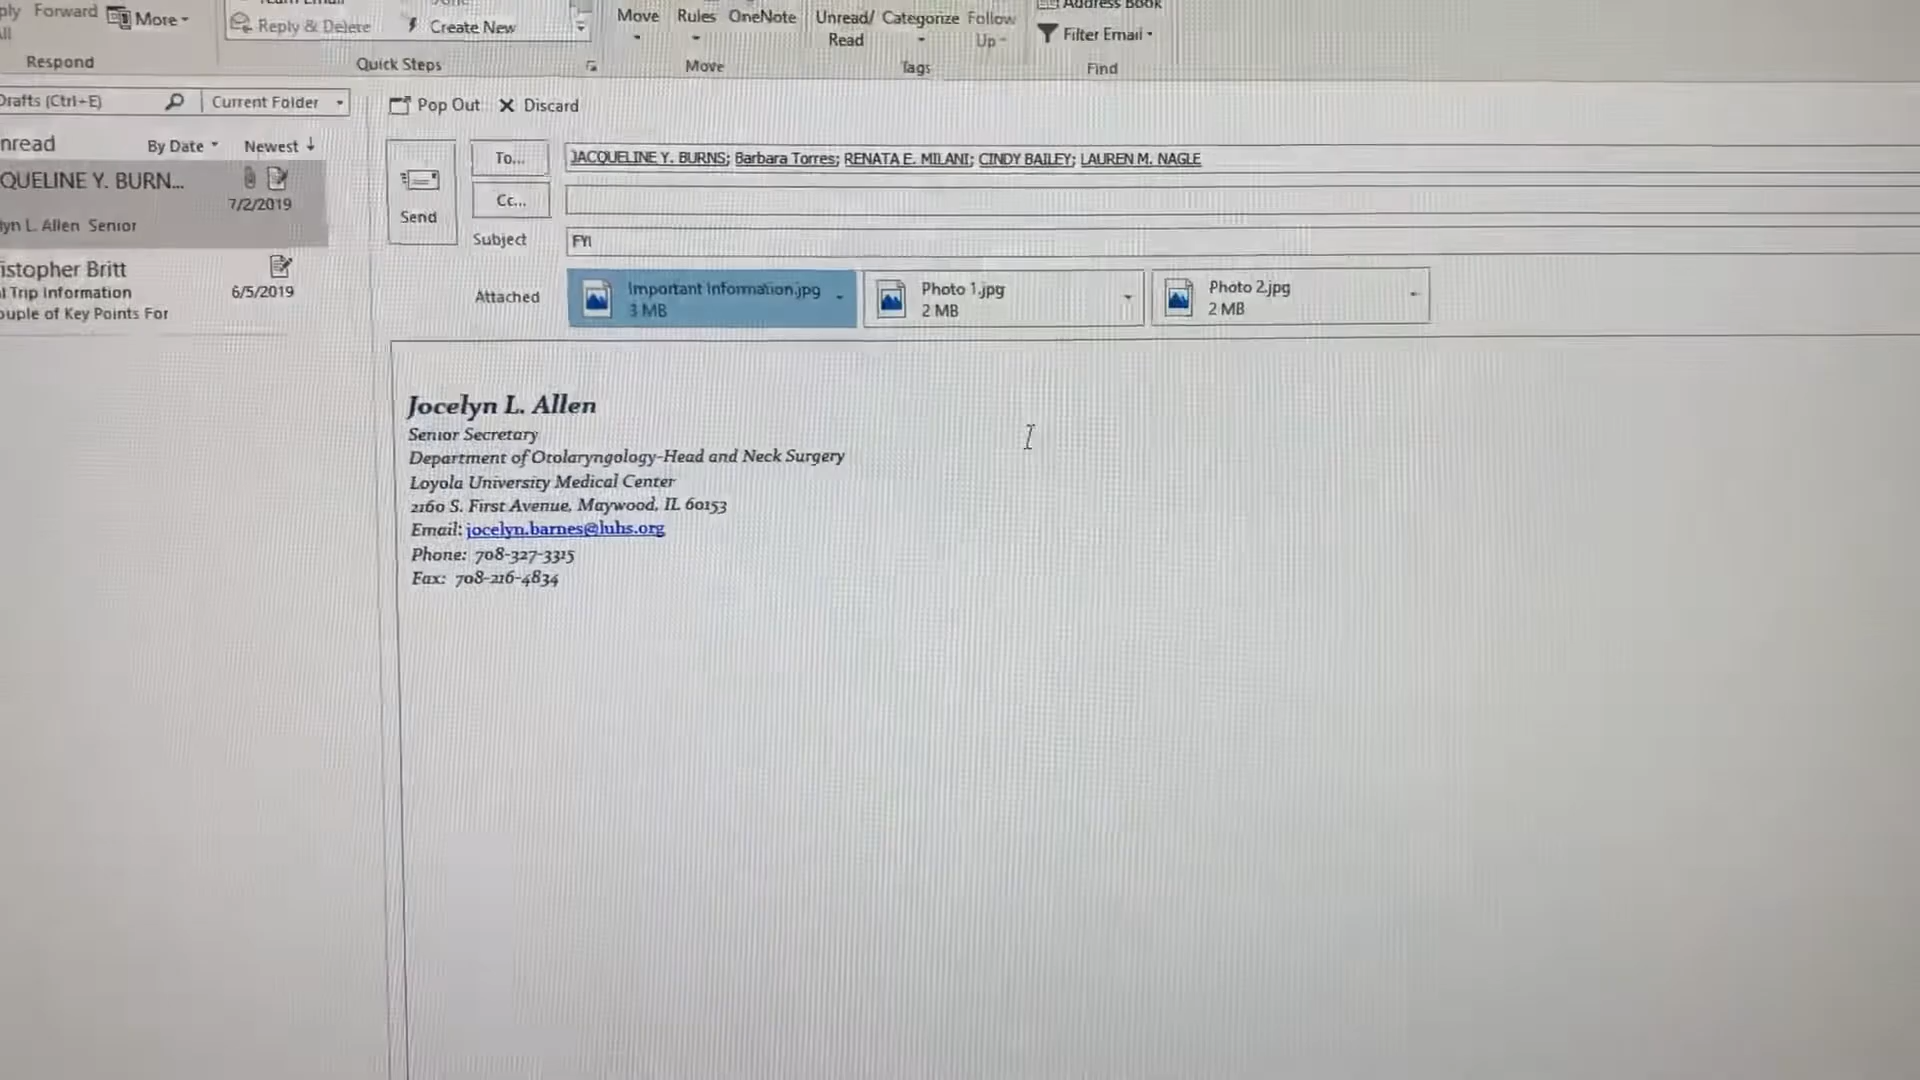 Forward
More
Reply & Delete
Create New
Move
Rules
OneNote
Unread/
Read
Categorize
Follow
Up
Address Book
Filter Email
Respond
Quick Steps
Move
Tags
Find
Drafts (Ctrl+E)
Current Folder
Pop Out
Discard
nread
By Date
Newest
QUELINE Y. BURN...
7/2/2019
lyn L. Allen Senior
istopher Britt
l Trip Information
6/5/2019
ouple of Key Points For
Send
To...
JACQUELINE Y. BURNS; Barbara Torres; RENATA E. MILANI; CINDY BAILEY; LAUREN M. NAGLE
Cc...
Subject
FYI
Attached
Important Information.jpg
3 MB
Photo 1.jpg
2 MB
Photo 2.jpg
2 MB
Jocelyn L. Allen
Senior Secretary
Department of Otolaryngology-Head and Neck Surgery
Loyola University Medical Center
2160 S. First Avenue, Maywood, IL 60153
Email: jocelyn.barnes@luhs.org
Phone: 708-327-3315
Fax: 708-216-4834